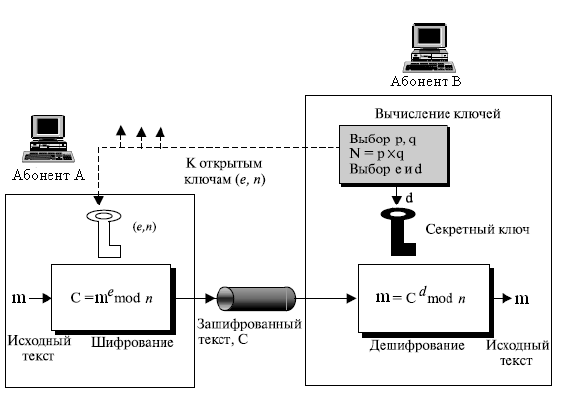 Абонент В
Вычисление ключей
Выбор p, q
N = p × q
Выбор e и d
К открытым
ключам (e, n)
Абонент А
d
(e,n)
Секретный ключ
m
C = mᵉ mod n
m = C ᵈ mod n
m
Зашифрованный
текст, С
Исходный
текст
Шифрование
Дешифрование
Исходный
текст